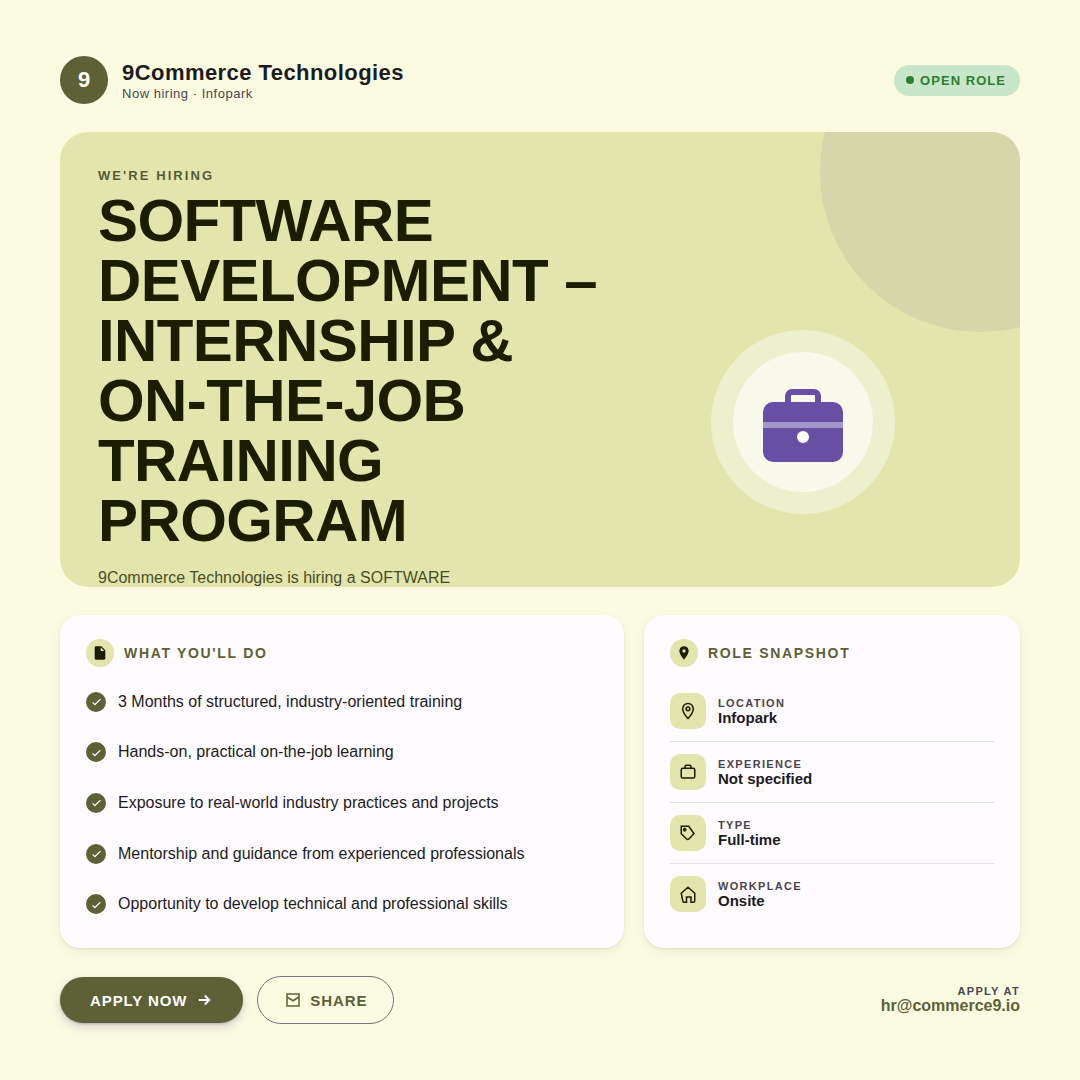 9
9Commerce Technologies
Now hiring · Infopark
OPEN ROLE
WE'RE HIRING
SOFTWARE
DEVELOPMENT –
INTERNSHIP &
ON-THE-JOB
TRAINING
PROGRAM
9Commerce Technologies is hiring a SOFTWARE
WHAT YOU'LL DO
3 Months of structured, industry-oriented training
Hands-on, practical on-the-job learning
Exposure to real-world industry practices and projects
Mentorship and guidance from experienced professionals
Opportunity to develop technical and professional skills
ROLE SNAPSHOT
LOCATION
Infopark
EXPERIENCE
Not specified
TYPE
Full-time
WORKPLACE
Onsite
APPLY NOW
SHARE
APPLY AT
hr@commerce9.io